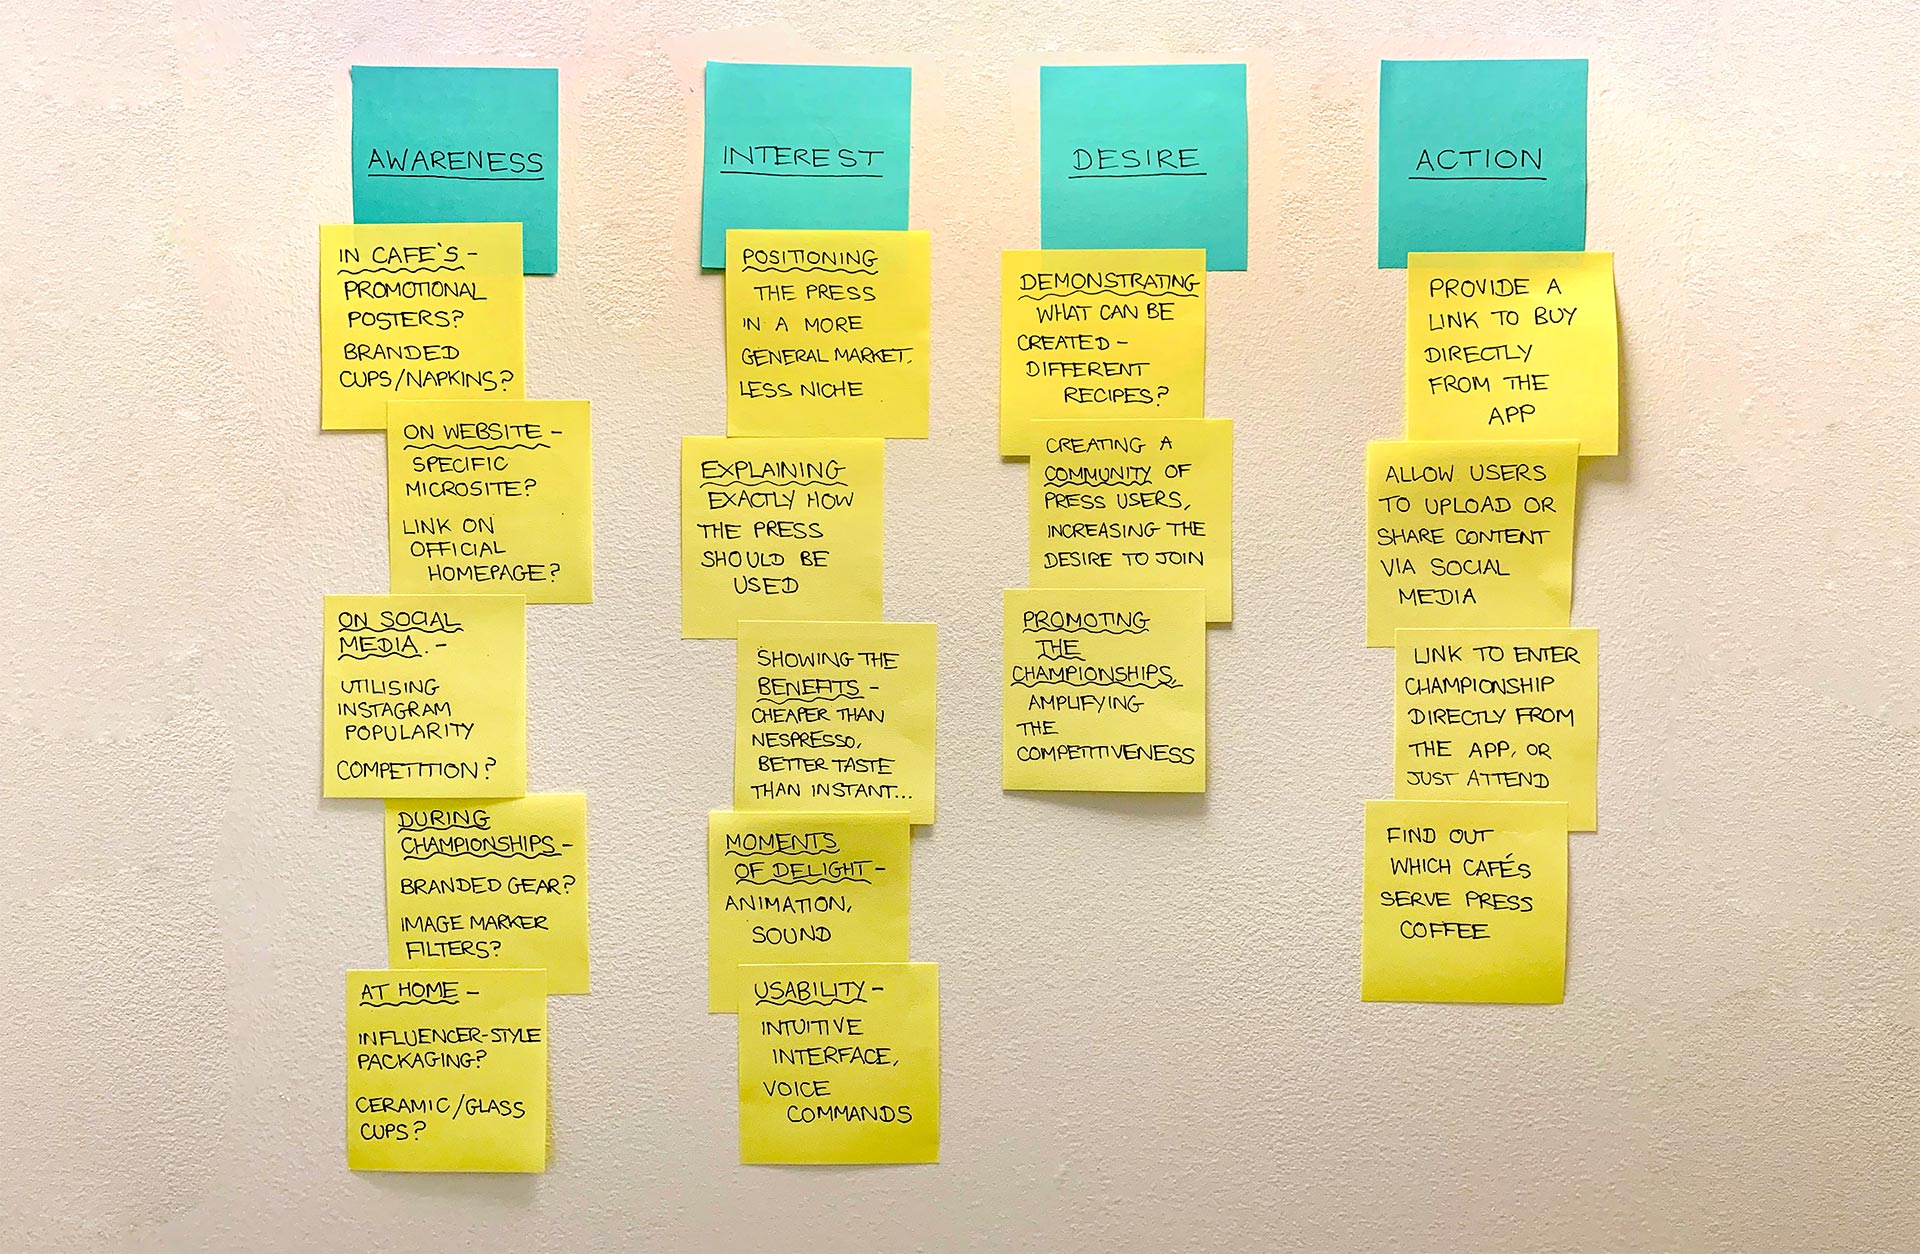 AWARENESS
IN CAFE'S -
PROMOTIONAL
POSTERS?
BRANDED
CUPS/NAPKINS?
ON WEBSITE -
SPECIFIC
MICROSITE?
LINK ON
OFFICIAL
HOMEPAGE?
ON SOCIAL
MEDIA. -
UTILISING
INSTAGRAM
POPULARITY
COMPETITION?
DURING
CHAMPIONSHIPS -
BRANDED GEAR?
IMAGE MARKER
FILTERS?
AT HOME -
INFLUENCER-STYLE
PACKAGING?
CERAMIC/GLASS
CUPS?
INTEREST
POSITIONING
THE PRESS
IN A MORE
GENERAL MARKET.
LESS NICHE
EXPLAINING
EXACTLY HOW
THE PRESS
SHOULD BE
USED
SHOWING THE
BENEFITS -
CHEAPER THAN
NESPRESSO,
BETTER TASTE
THAN INSTANT...
MOMENTS
OF DELIGHT -
ANIMATION,
SOUND
USABILITY -
INTUITIVE
INTERFACE,
VOICE
COMMANDS
DESIRE
DEMONSTRATING
WHAT CAN BE
CREATED -
DIFFERENT
RECIPES?
CREATING A
COMMUNITY OF
PRESS USERS,
INCREASING THE
DESIRE TO JOIN
PROMOTING
THE
CHAMPIONSHIPS,
AMPLIFYING
THE
COMPETITIVENESS
ACTION
PROVIDE A
LINK TO BUY
DIRECTLY
FROM THE
APP
ALLOW USERS
TO UPLOAD OR
SHARE CONTENT
VIA SOCIAL
MEDIA
LINK TO ENTER
CHAMPIONSHIP
DIRECTLY FROM
THE APP, OR
JUST ATTEND
FIND OUT
WHICH CAFÉS
SERVE PRESS
COFFEE